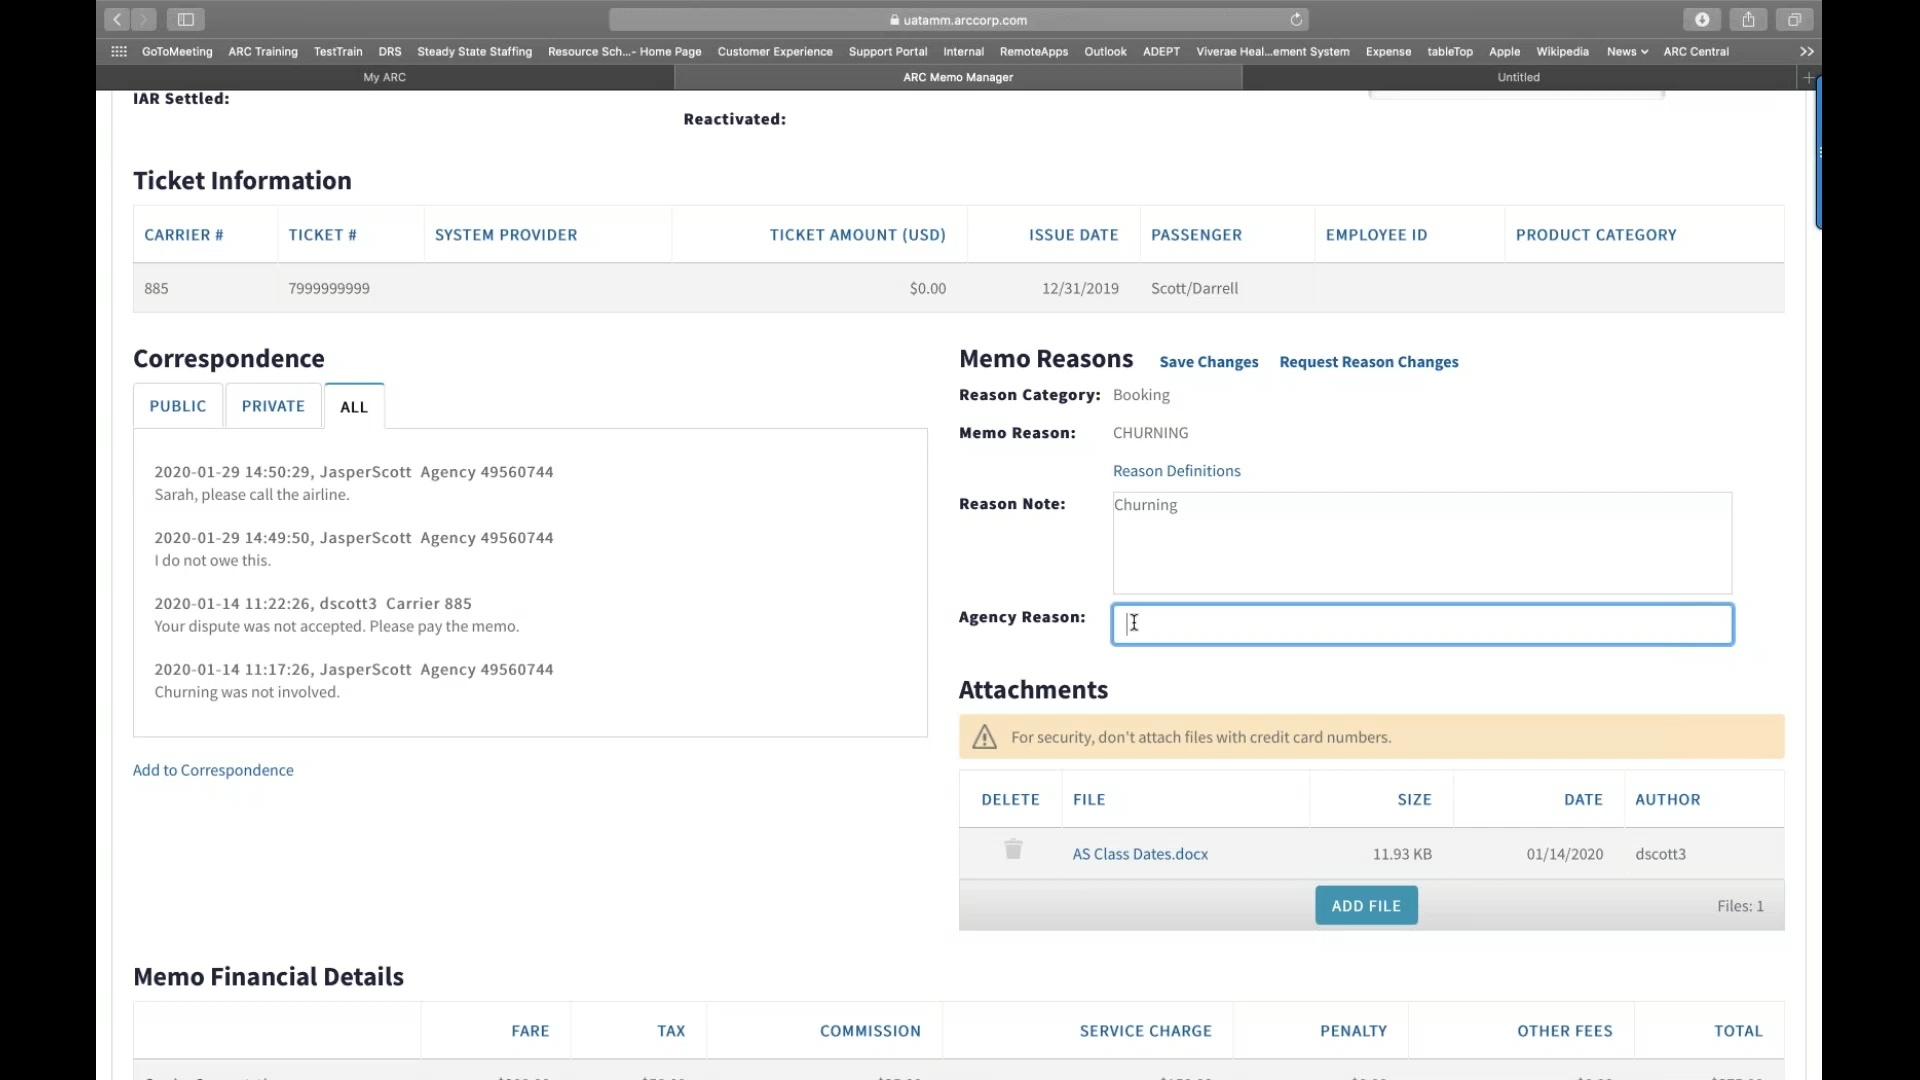 uatamm.arccorp.com
GoToMeeting ARC Training TestTrain DRS Steady State Staffing Resource Sch...- Home Page Customer Experience Support Portal Internal RemoteApps Outlook ADEPT Viverae Heal...ement System Expense tableTop Apple Wikipedia News ARC Central
My ARC ARC Memo Manager Untitled
IAR Settled:
Reactivated:
Ticket Information
CARRIER # TICKET # SYSTEM PROVIDER TICKET AMOUNT (USD) ISSUE DATE PASSENGER EMPLOYEE ID PRODUCT CATEGORY
885 7999999999 $0.00 12/31/2019 Scott/Darrell
Correspondence
PUBLIC PRIVATE ALL
2020-01-29 14:50:29, JasperScott Agency 49560744
Sarah, please call the airline.
2020-01-29 14:49:50, JasperScott Agency 49560744
I do not owe this.
2020-01-14 11:22:26, dscott3 Carrier 885
Your dispute was not accepted. Please pay the memo.
2020-01-14 11:17:26, JasperScott Agency 49560744
Churning was not involved.
Add to Correspondence
Memo Reasons Save Changes Request Reason Changes
Reason Category: Booking
Memo Reason: CHURNING
Reason Definitions
Reason Note: Churning
Agency Reason:
Attachments
For security, don't attach files with credit card numbers.
DELETE FILE SIZE DATE AUTHOR
AS Class Dates.docx 11.93 KB 01/14/2020 dscott3
ADD FILE Files: 1
Memo Financial Details
FARE TAX COMMISSION SERVICE CHARGE PENALTY OTHER FEES TOTAL